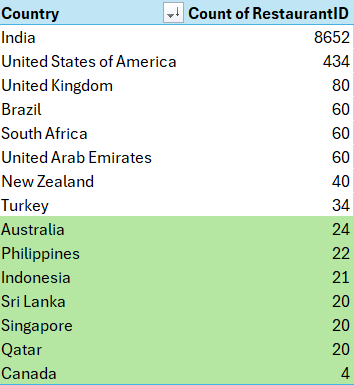 Country Count of RestaurantID
India 8652
United States of America 434
United Kingdom 80
Brazil 60
South Africa 60
United Arab Emirates 60
New Zealand 40
Turkey 34
Australia 24
Philippines 22
Indonesia 21
Sri Lanka 20
Singapore 20
Qatar 20
Canada 4